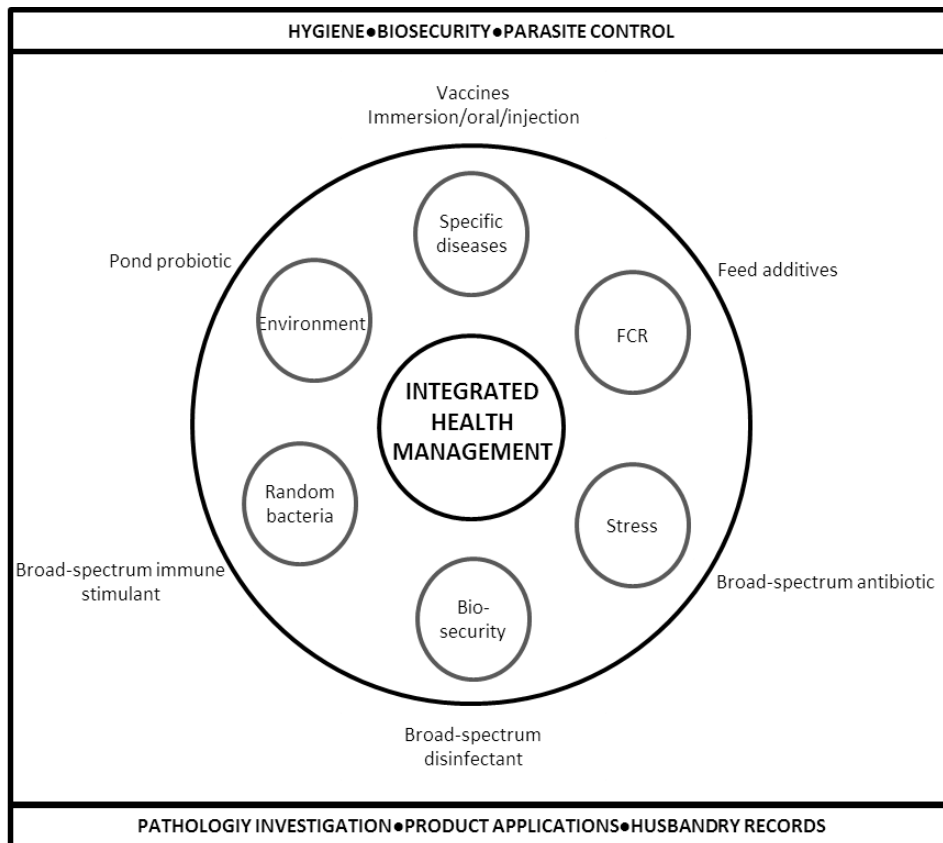 HYGIENE●BIOSECURITY●PARASITE CONTROL
Vaccines
Immersion/oral/injection
Specific
diseases
Pond probiotic
Feed additives
Environment
FCR
INTEGRATED
HEALTH
MANAGEMENT
Random
bacteria
Stress
Broad-spectrum immune
stimulant
Broad-spectrum antibiotic
Bio-
security
Broad-spectrum
disinfectant
PATHOLOGIY INVESTIGATION●PRODUCT APPLICATIONS●HUSBANDRY RECORDS